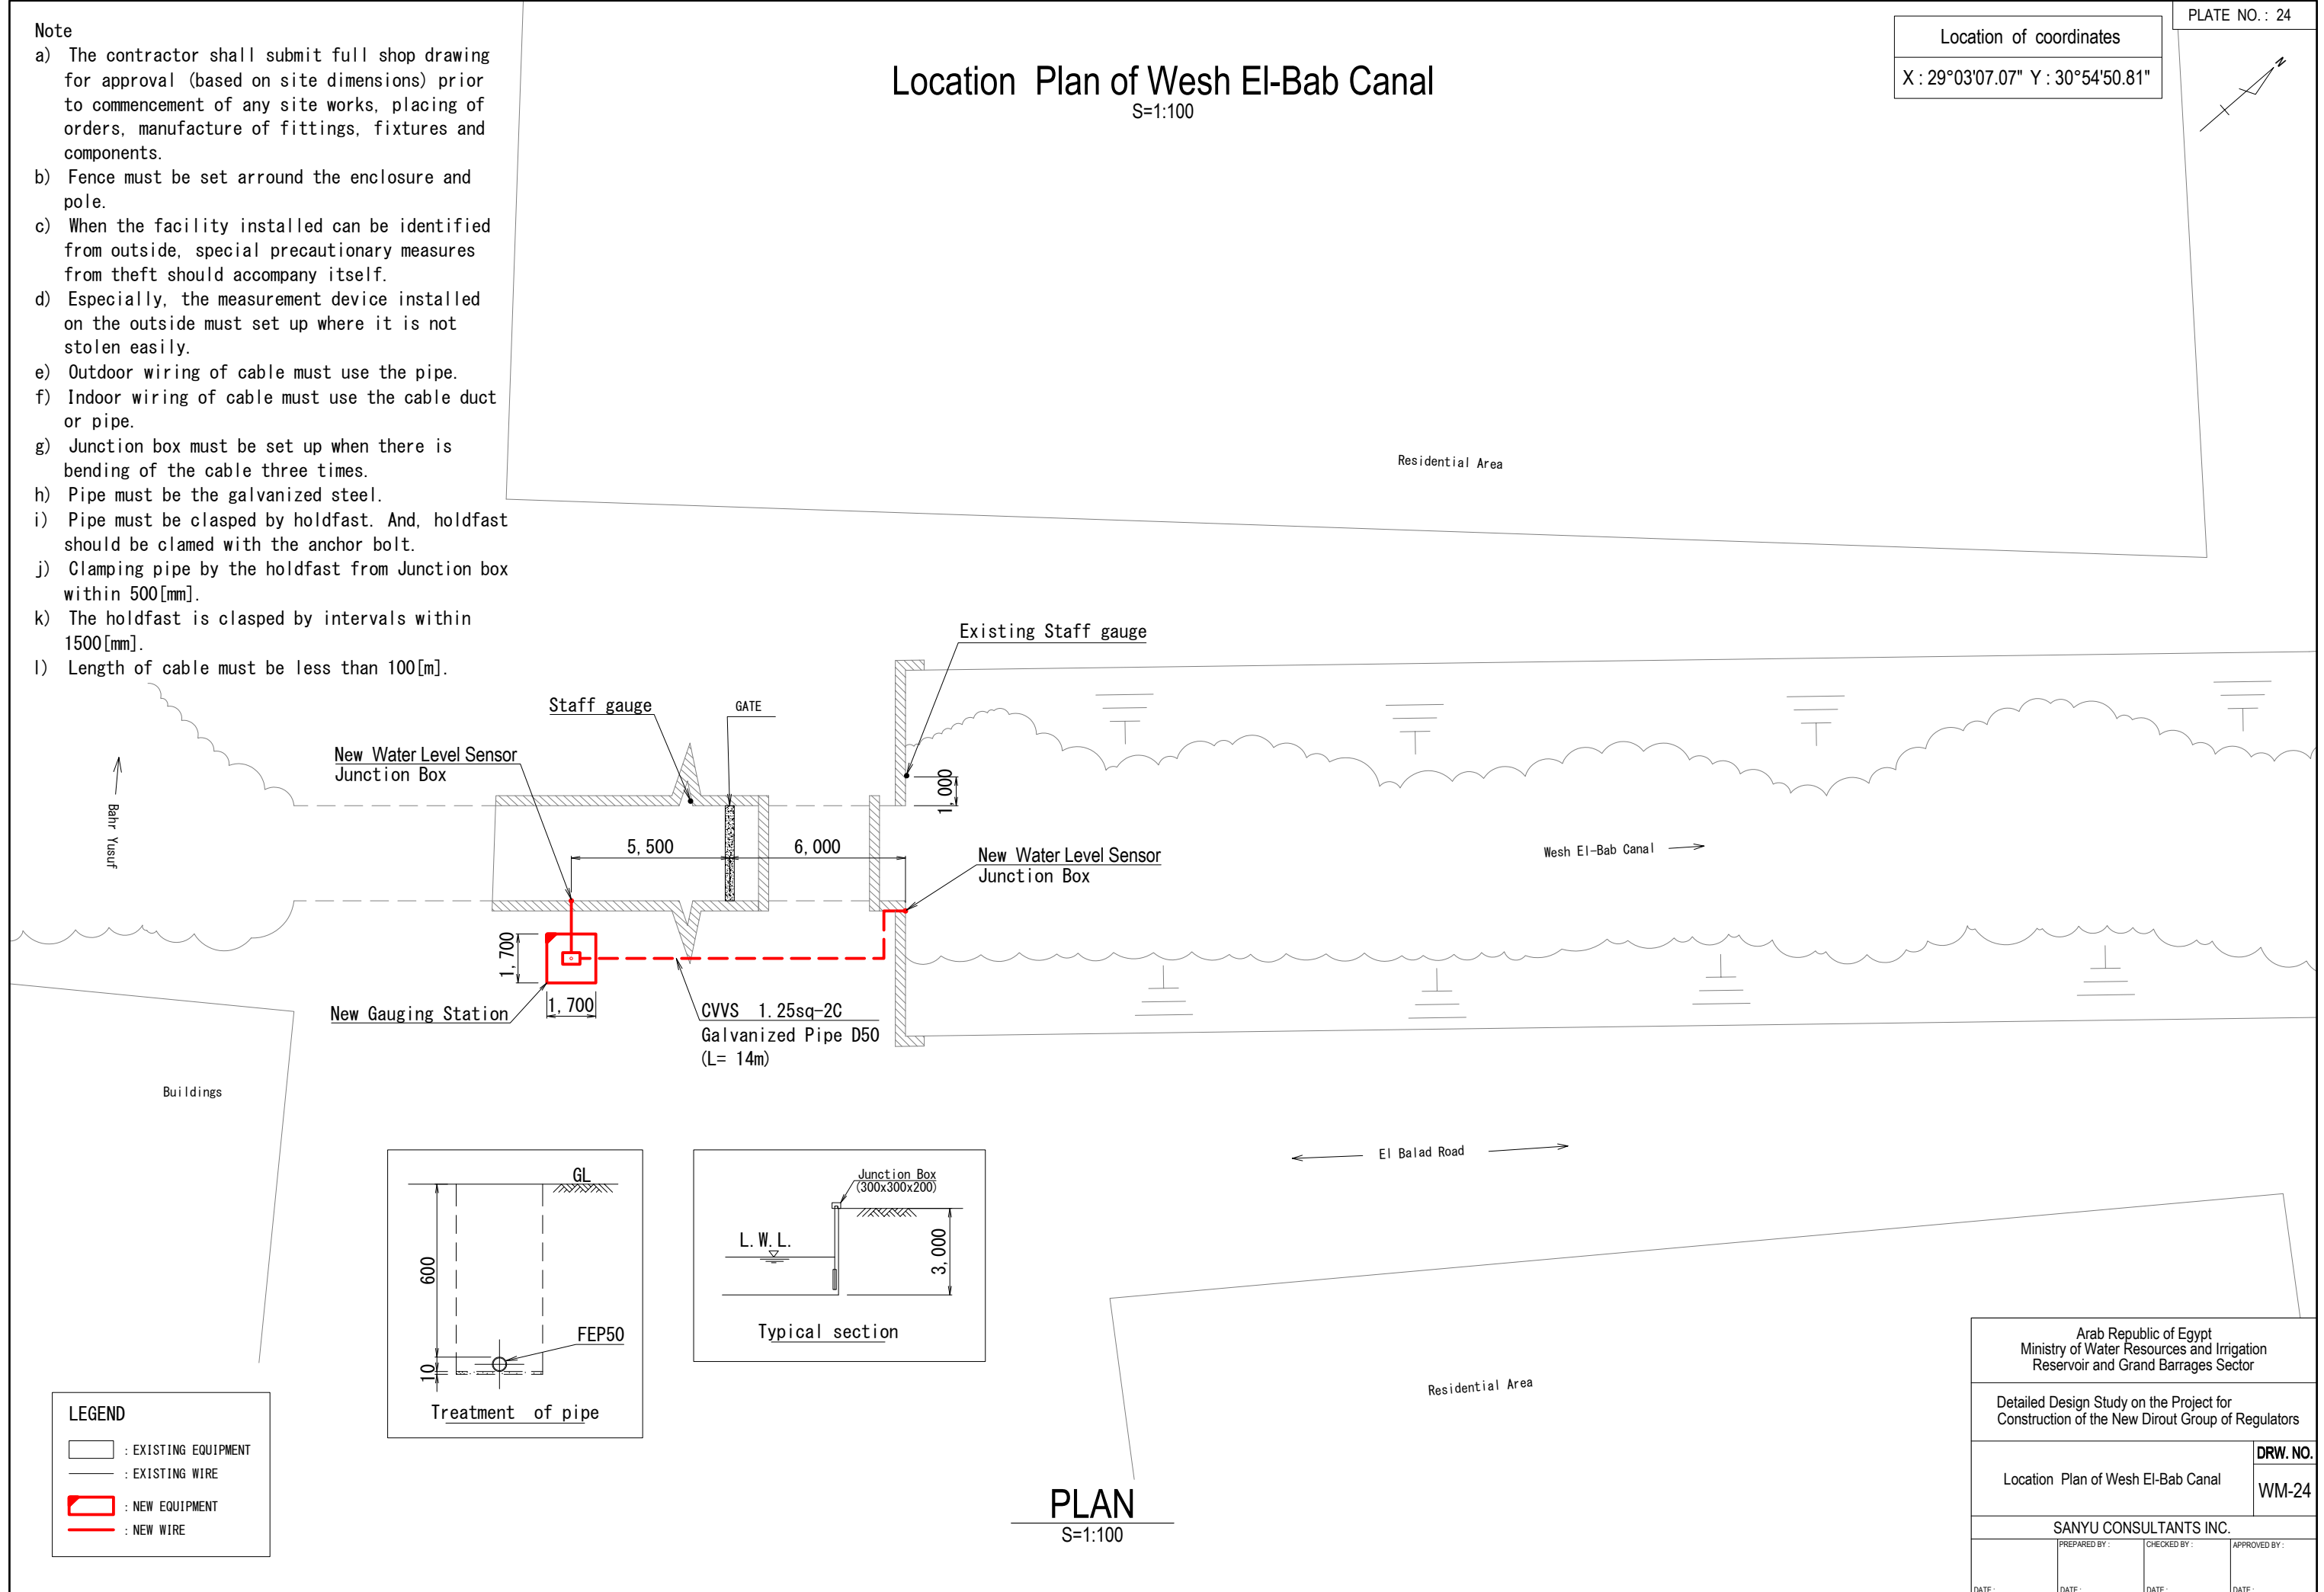 PLATE NO.: 24
Note
a) The contractor shall submit full shop drawing
for approval (based on site dimensions) prior
to commencement of any site works, placing of
orders, manufacture of fittings, fixtures and
components.
b) Fence must be set arround the enclosure and
pole.
c) When the facility installed can be identified
from outside, special precautionary measures
from theft should accompany itself.
d) Especially, the measurement device installed
on the outside must set up where it is not
stolen easily.
e) Outdoor wiring of cable must use the pipe.
f) Indoor wiring of cable must use the cable duct
or pipe.
g) Junction box must be set up when there is
bending of the cable three times.
h) Pipe must be the galvanized steel.
i) Pipe must be clasped by holdfast. And, holdfast
should be clamed with the anchor bolt.
j) Clamping pipe by the holdfast from Junction box
within 500[mm].
k) The holdfast is clasped by intervals within
1500[mm].
l) Length of cable must be less than 100[m].
Location Plan of Wesh El-Bab Canal
S=1:100
Location of coordinates
X : 29°03'07.07" Y : 30°54'50.81"
N
Residential Area
Existing Staff gauge
Staff gauge
GATE
New Water Level Sensor
Junction Box
1,000
Bahr Yusuf
5,500
6,000
New Water Level Sensor
Junction Box
Wesh El-Bab Canal
1,700
1,700
New Gauging Station
CVVS 1.25sq-2C
Galvanized Pipe D50
(L= 14m)
Buildings
El Balad Road
GL
600
FEP50
10
Treatment of pipe
Junction Box
(300x300x200)
L.W.L.
3,000
Typical section
Residential Area
LEGEND
: EXISTING EQUIPMENT
: EXISTING WIRE
: NEW EQUIPMENT
: NEW WIRE
PLAN
S=1:100
Arab Republic of Egypt
Ministry of Water Resources and Irrigation
Reservoir and Grand Barrages Sector
Detailed Design Study on the Project for
Construction of the New Dirout Group of Regulators
Location Plan of Wesh El-Bab Canal
DRW. NO.
WM-24
SANYU CONSULTANTS INC.
PREPARED BY : CHECKED BY : APPROVED BY :
DATE : DATE : DATE : DATE :